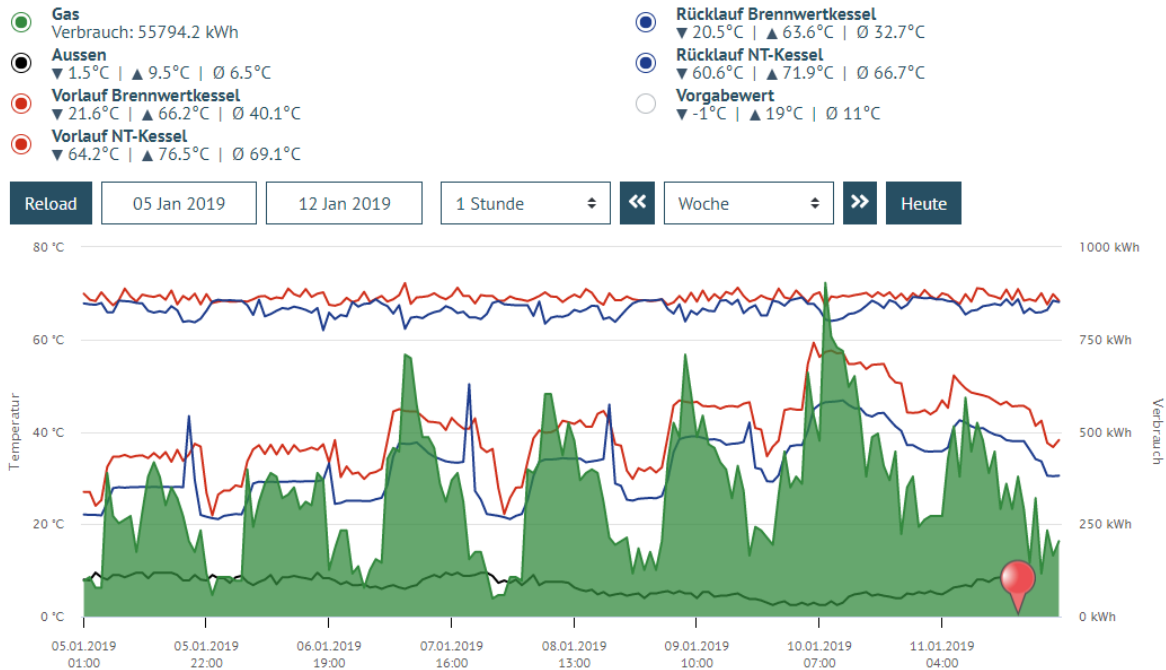 Gas
Verbrauch: 55794.2 kWh
Aussen
▼ 1.5°C | ▲ 9.5°C | Ø 6.5°C
Vorlauf Brennwertkessel
▼ 21.6°C | ▲ 66.2°C | Ø 40.1°C
Vorlauf NT-Kessel
▼ 64.2°C | ▲ 76.5°C | Ø 69.1°C
Rücklauf Brennwertkessel
▼ 20.5°C | ▲ 63.6°C | Ø 32.7°C
Rücklauf NT-Kessel
▼ 60.6°C | ▲ 71.9°C | Ø 66.7°C
Vorgabewert
▼ -1°C | ▲ 19°C | Ø 11°C
Reload 05 Jan 2019 12 Jan 2019 1 Stunde Woche Heute
80 °C
60 °C
40 °C
20 °C
0 °C
Temperatur
1000 kWh
750 kWh
500 kWh
250 kWh
0 kWh
Verbrauch
05.01.2019 05.01.2019 06.01.2019 07.01.2019 08.01.2019 09.01.2019 10.01.2019 11.01.2019
01:00 22:00 19:00 16:00 13:00 10:00 07:00 04:00